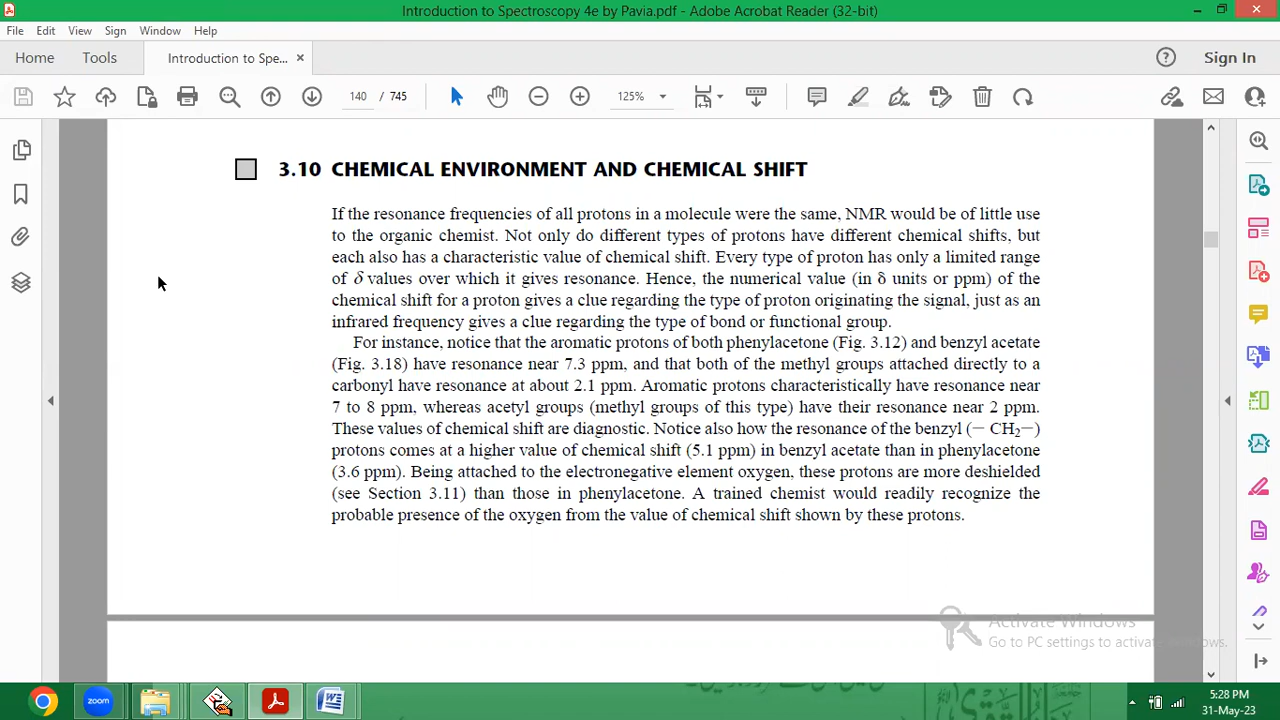 Introduction to Spectroscopy 4e by Pavia.pdf - Adobe Acrobat Reader (32-bit)
File Edit View Sign Window Help
Home Tools Introduction to Spe... × Sign In
140 / 745 125%
3.10 CHEMICAL ENVIRONMENT AND CHEMICAL SHIFT
If the resonance frequencies of all protons in a molecule were the same, NMR would be of little use
to the organic chemist. Not only do different types of protons have different chemical shifts, but
each also has a characteristic value of chemical shift. Every type of proton has only a limited range
of δ values over which it gives resonance. Hence, the numerical value (in δ units or ppm) of the
chemical shift for a proton gives a clue regarding the type of proton originating the signal, just as an
infrared frequency gives a clue regarding the type of bond or functional group.
For instance, notice that the aromatic protons of both phenylacetone (Fig. 3.12) and benzyl acetate
(Fig. 3.18) have resonance near 7.3 ppm, and that both of the methyl groups attached directly to a
carbonyl have resonance at about 2.1 ppm. Aromatic protons characteristically have resonance near
7 to 8 ppm, whereas acetyl groups (methyl groups of this type) have their resonance near 2 ppm.
These values of chemical shift are diagnostic. Notice also how the resonance of the benzyl (− CH₂−)
protons comes at a higher value of chemical shift (5.1 ppm) in benzyl acetate than in phenylacetone
(3.6 ppm). Being attached to the electronegative element oxygen, these protons are more deshielded
(see Section 3.11) than those in phenylacetone. A trained chemist would readily recognize the
probable presence of the oxygen from the value of chemical shift shown by these protons.
Activate Windows
Go to PC settings to activate Windows.
zoom
5:28 PM
31-May-23